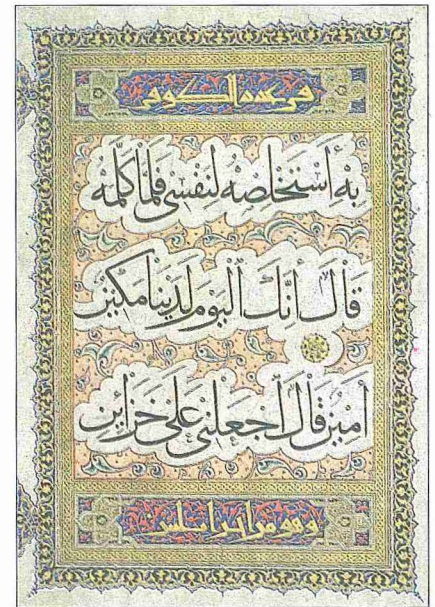 بِهِ أَسْتَخْلِصْهُ لِنَفْسِي فَلَمَّا كَلَّمَهُ
قَالَ إِنَّكَ الْيَوْمَ لَدَيْنَا مَكِينٌ
أَمِينٌ قَالَ اجْعَلْنِي عَلَى خَزَائِنِ